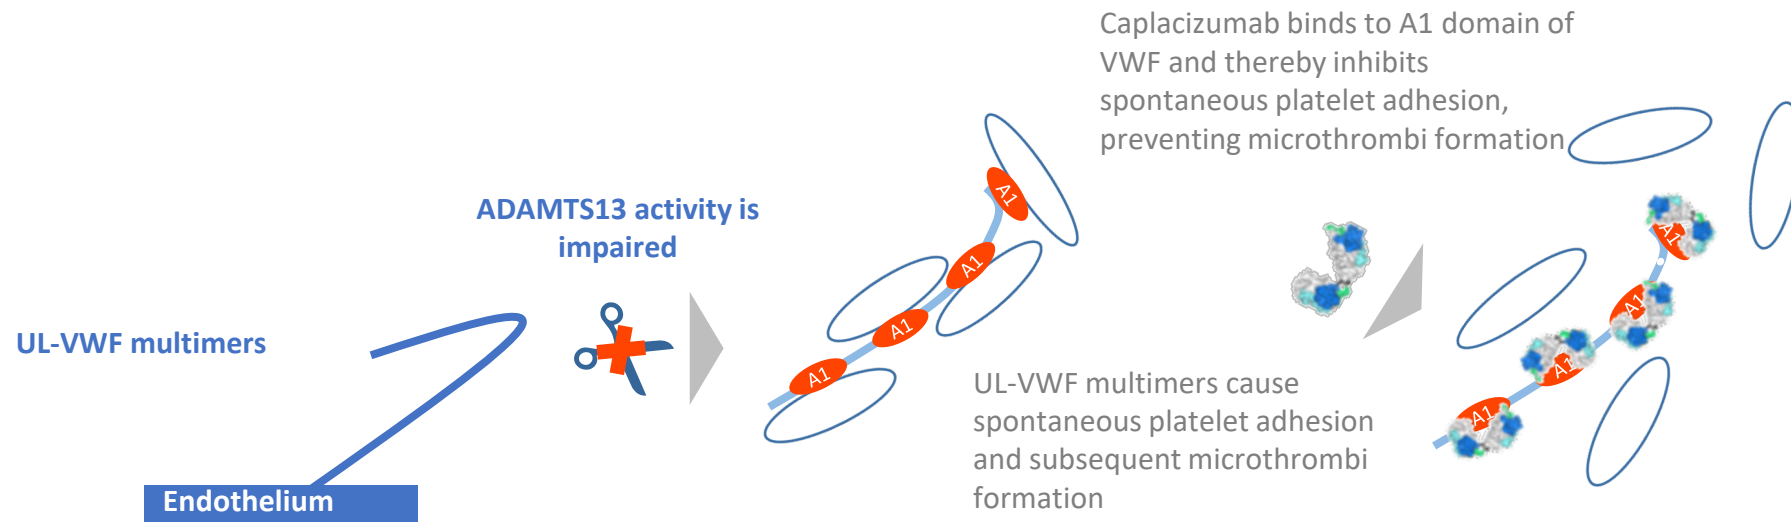 UL-VWF multimers
Endothelium
ADAMTS13 activity is
impaired
A1
A1
A1
A1
UL-VWF multimers cause
spontaneous platelet adhesion
and subsequent microthrombi
formation
Caplacizumab binds to A1 domain of
VWF and thereby inhibits
spontaneous platelet adhesion,
preventing microthrombi formation
A1
A1
A1
A1